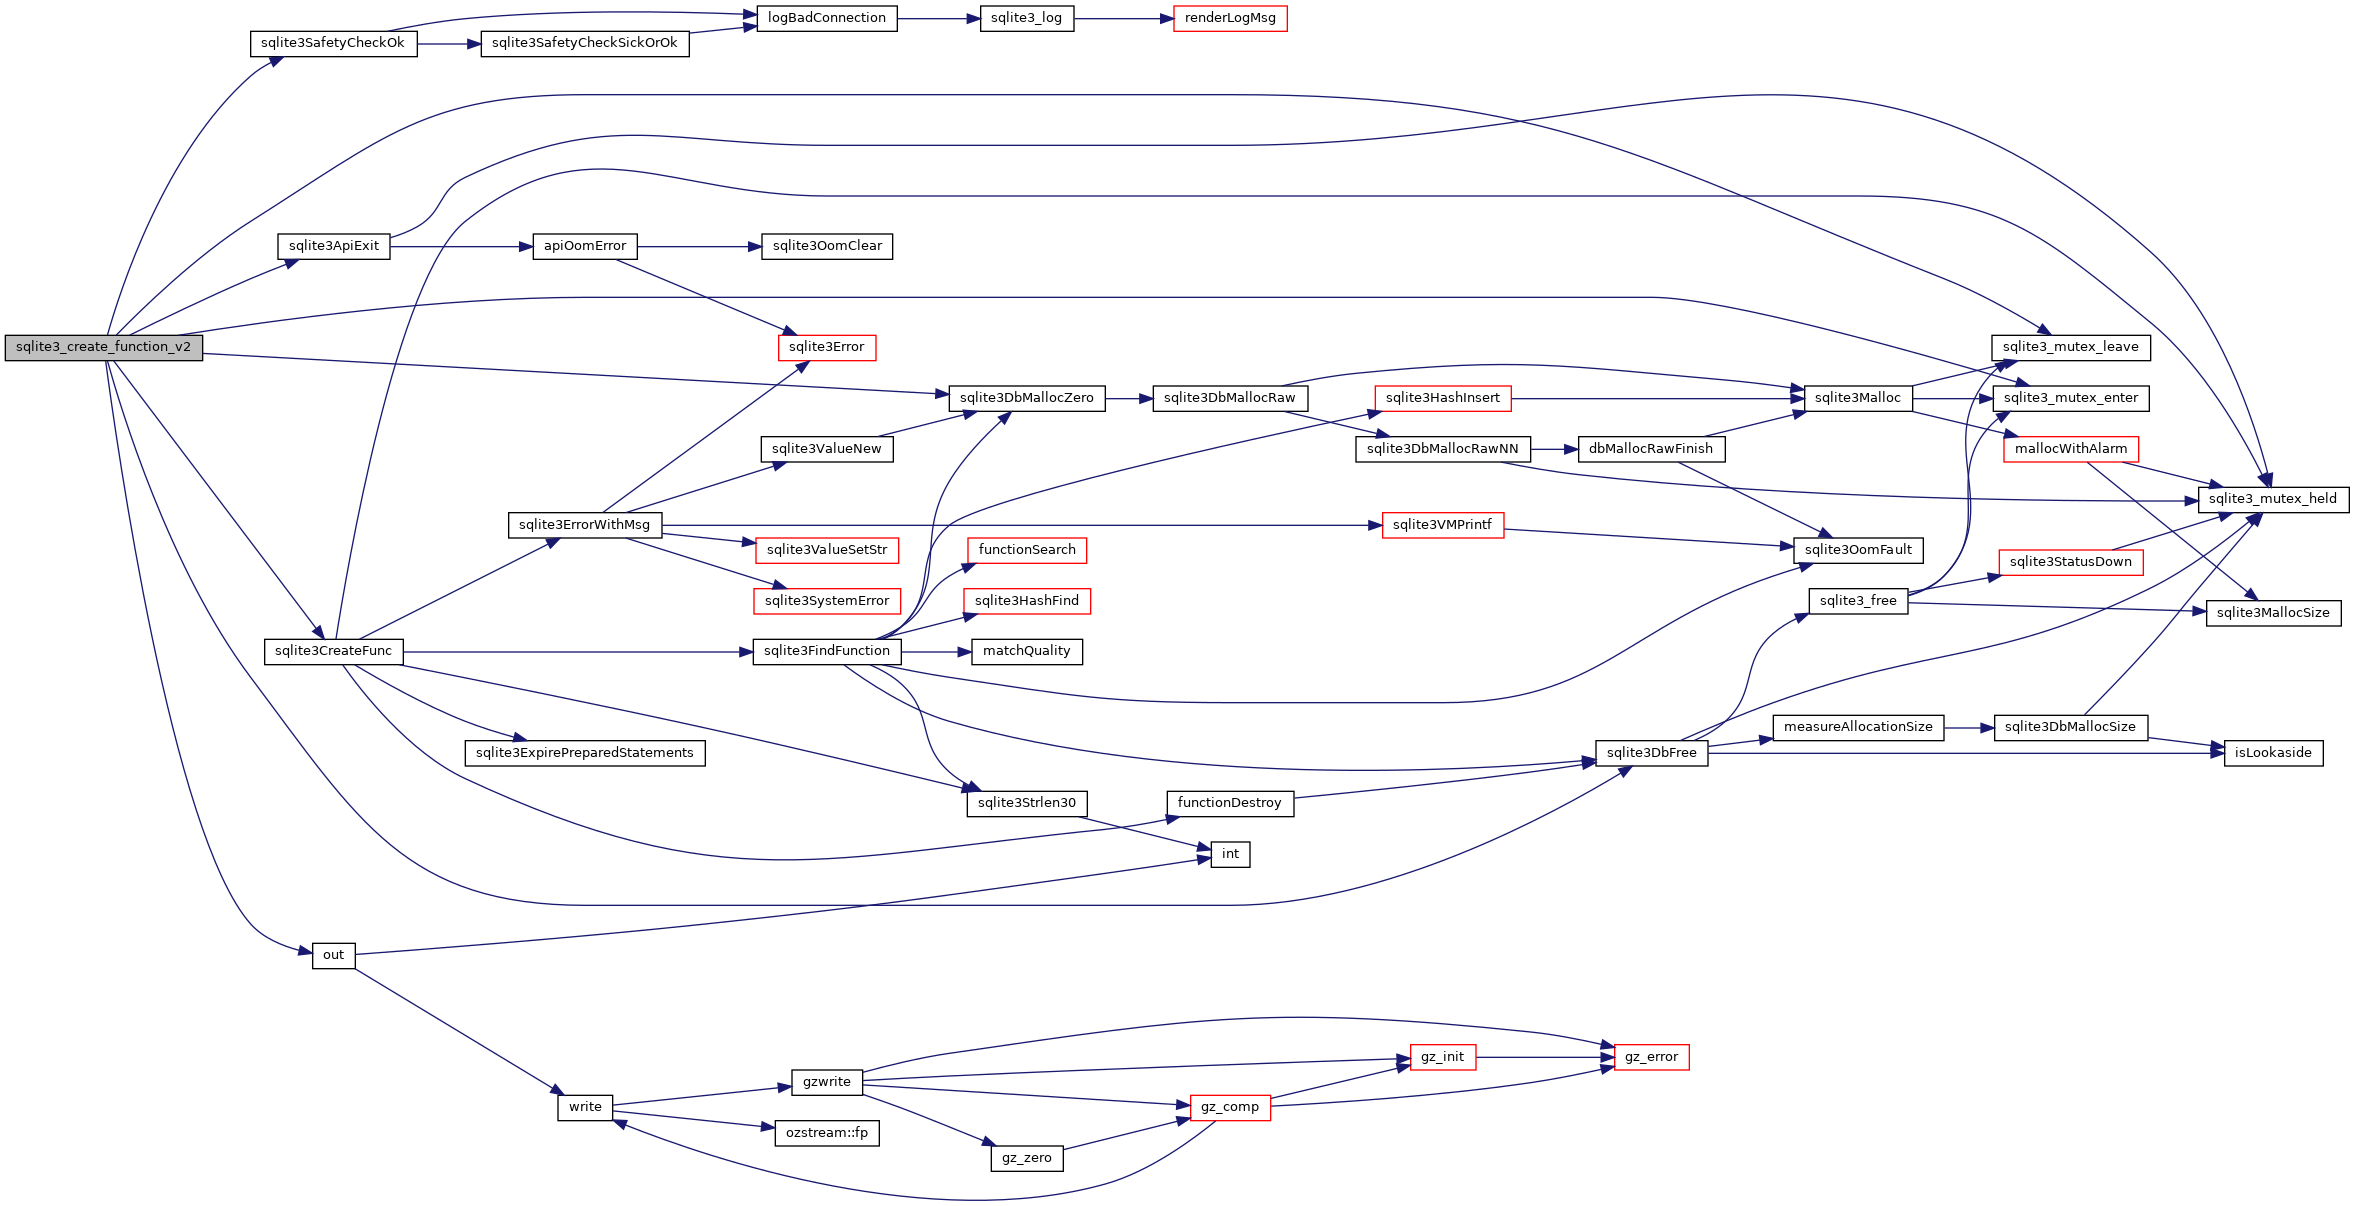 logBadConnection
sqlite3_log
renderLogMsg
sqlite3SafetyCheckOk
sqlite3SafetyCheckSickOrOk
sqlite3ApiExit
apiOomError
sqlite3OomClear
sqlite3_create_function_v2
sqlite3Error
sqlite3_mutex_leave
sqlite3DbMallocZero
sqlite3DbMallocRaw
sqlite3HashInsert
sqlite3Malloc
sqlite3_mutex_enter
sqlite3ValueNew
sqlite3DbMallocRawNN
dbMallocRawFinish
mallocWithAlarm
sqlite3_mutex_held
sqlite3ErrorWithMsg
sqlite3VMPrintf
sqlite3ValueSetStr
functionSearch
sqlite3OomFault
sqlite3StatusDown
sqlite3SystemError
sqlite3HashFind
sqlite3_free
sqlite3MallocSize
sqlite3CreateFunc
sqlite3FindFunction
matchQuality
measureAllocationSize
sqlite3DbMallocSize
sqlite3ExpirePreparedStatements
sqlite3DbFree
isLookaside
sqlite3Strlen30
functionDestroy
int
out
gz_init
gz_error
gzwrite
write
gz_comp
ozstream::fp
gz_zero